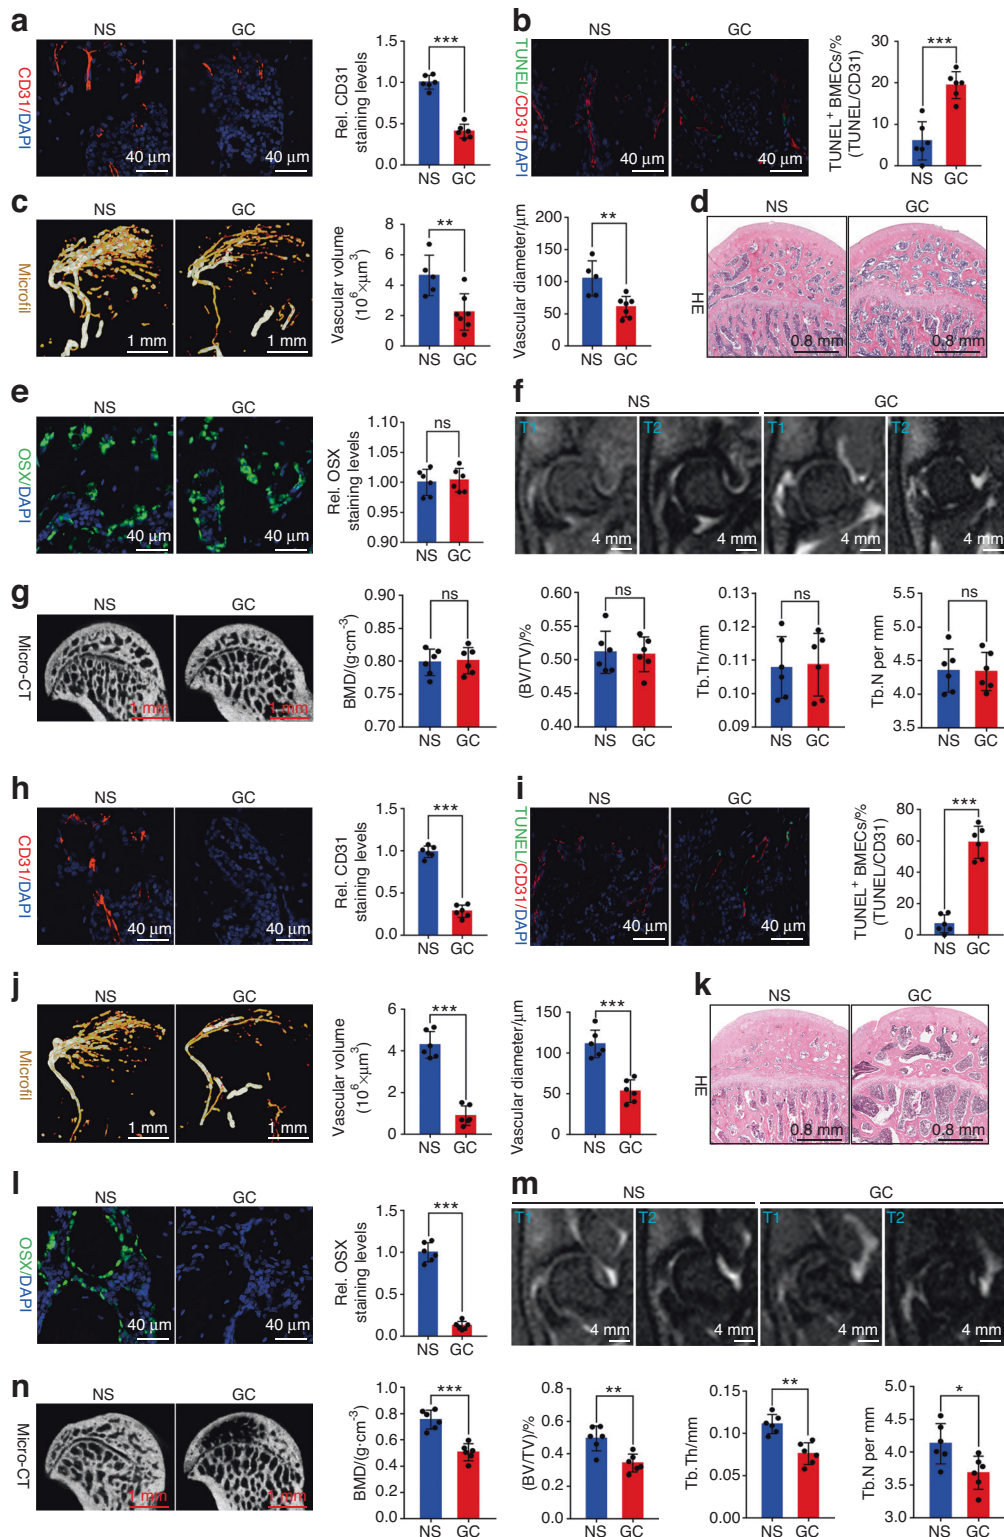 a
NS
GC
CD31/DAPI
40 μm
40 μm
Rel. CD31
staining levels
1.5
1.0
0.5
0.0
***
NS
GC
b
NS
GC
TUNEL/CD31/DAPI
40 μm
40 μm
TUNEL+ BMECs/%
(TUNEL/CD31)
30
20
10
0
***
NS
GC
c
NS
GC
Microfil
1 mm
1 mm
Vascular volume
(10⁶×μm³)
8
6
4
2
0
**
NS
GC
Vascular diameter/μm
200
150
100
50
0
**
NS
GC
d
NS
GC
HE
0.8 mm
0.8 mm
e
NS
GC
OSX/DAPI
40 μm
40 μm
Rel. OSX
staining levels
1.10
1.05
1.00
0.95
0.90
ns
NS
GC
f
NS
GC
T1
T2
T1
T2
4 mm
4 mm
4 mm
4 mm
g
NS
GC
Micro-CT
1 mm
1 mm
BMD/(g·cm⁻³)
0.90
0.85
0.80
0.75
0.70
ns
NS
GC
(BV/TV)/%
0.60
0.55
0.50
0.45
0.40
ns
NS
GC
Tb.Th/mm
0.13
0.12
0.11
0.10
0.09
ns
NS
GC
Tb.N per mm
5.5
5.0
4.5
4.0
3.5
ns
NS
GC
h
NS
GC
CD31/DAPI
40 μm
40 μm
Rel. CD31
staining levels
1.5
1.0
0.5
0.0
***
NS
GC
i
NS
GC
TUNEL/CD31/DAPI
40 μm
40 μm
TUNEL+ BMECs/%
(TUNEL/CD31)
80
60
40
20
0
***
NS
GC
j
NS
GC
Microfil
1 mm
1 mm
Vascular volume
(10⁶×μm³)
6
4
2
0
***
NS
GC
Vascular diameter/μm
150
100
50
0
***
NS
GC
k
NS
GC
HE
0.8 mm
0.8 mm
l
NS
GC
OSX/DAPI
40 μm
40 μm
Rel. OSX
staining levels
1.5
1.0
0.5
0.0
***
NS
GC
m
NS
GC
T1
T2
T1
T2
4 mm
4 mm
4 mm
4 mm
n
NS
GC
Micro-CT
1 mm
1 mm
BMD/(g·cm⁻³)
1.0
0.8
0.6
0.4
0.2
0.0
***
NS
GC
(BV/TV)/%
0.8
0.6
0.4
0.2
0.0
**
NS
GC
Tb.Th/mm
0.15
0.10
0.05
0.00
**
NS
GC
Tb.N per mm
5.0
4.5
4.0
3.5
3.0
*
NS
GC